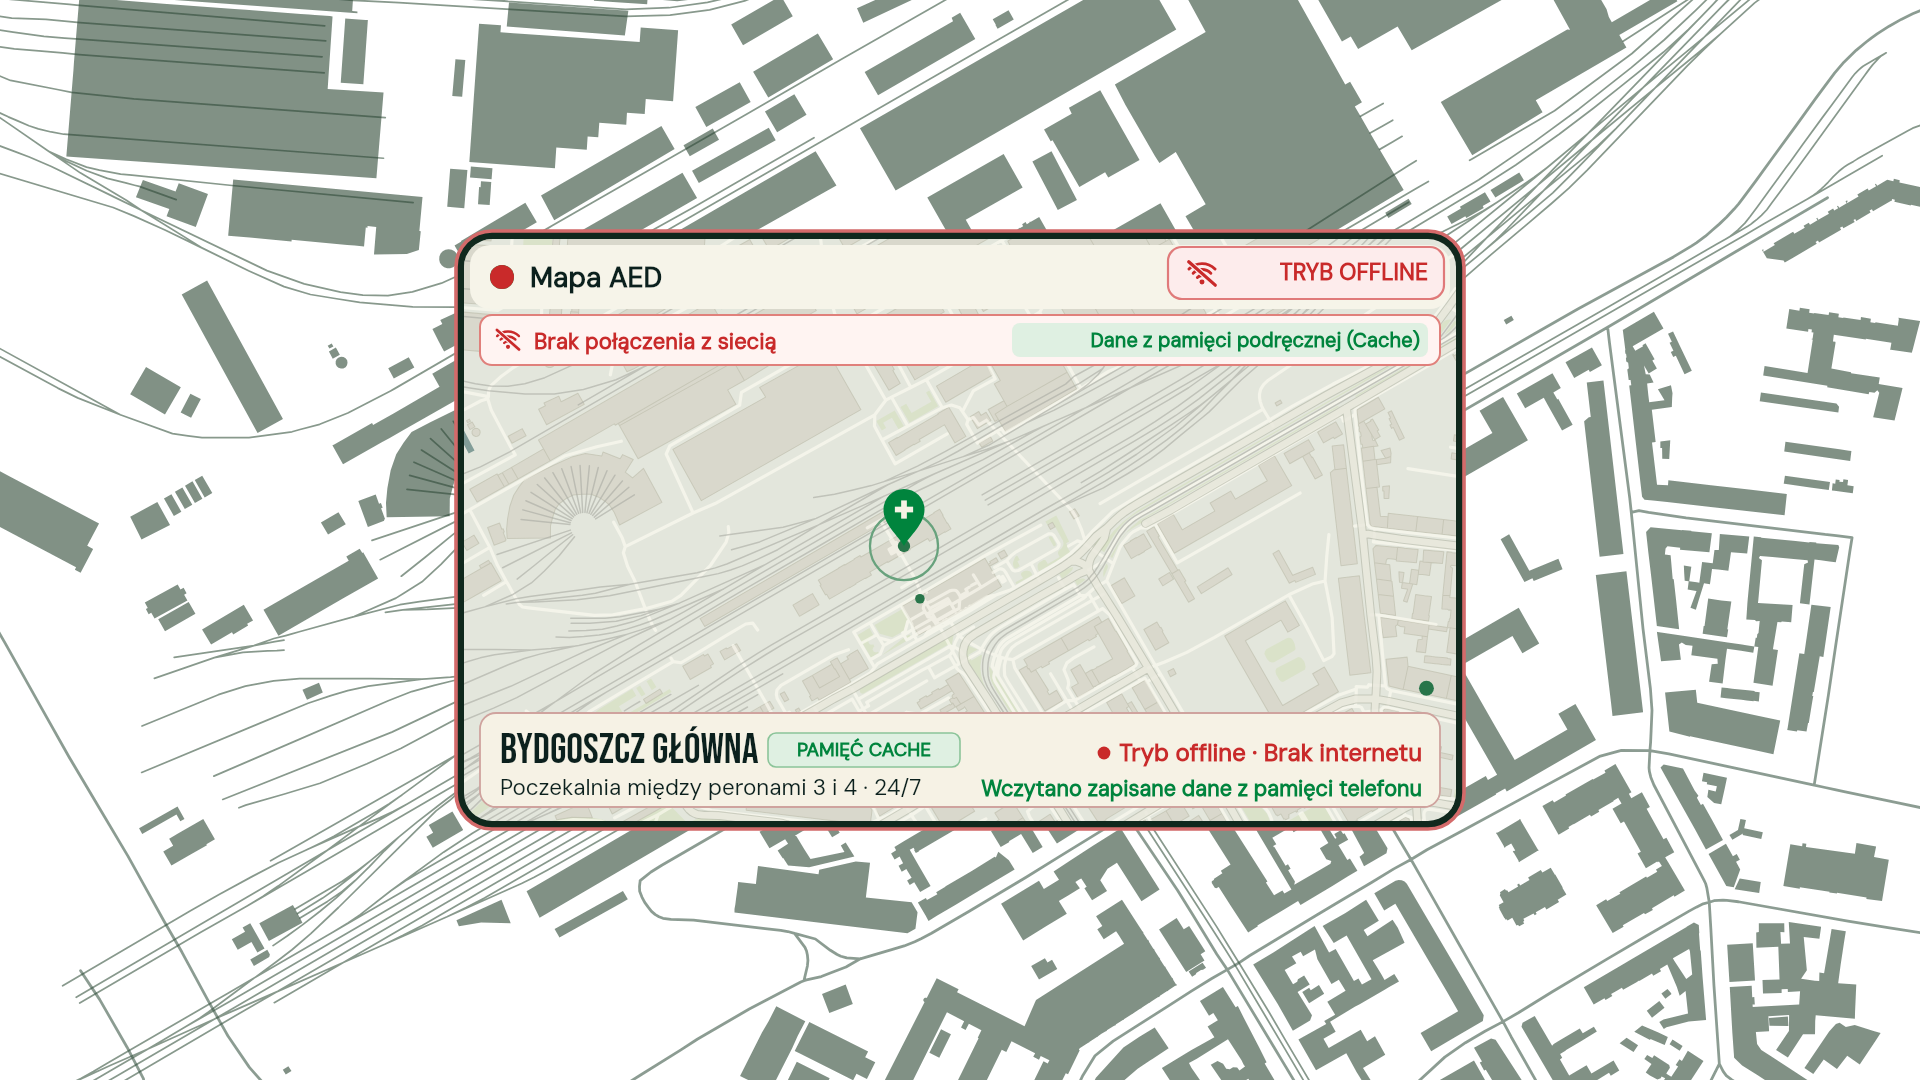 Mapa AED
TRYB OFFLINE
Brak połączenia z siecią
Dane z pamięci podręcznej (Cache)
BYDGOSZCZ GŁÓWNA
PAMIĘĆ CACHE
Tryb offline · Brak internetu
Poczekalnia między peronami 3 i 4 · 24/7
Wczytano zapisane dane z pamięci telefonu